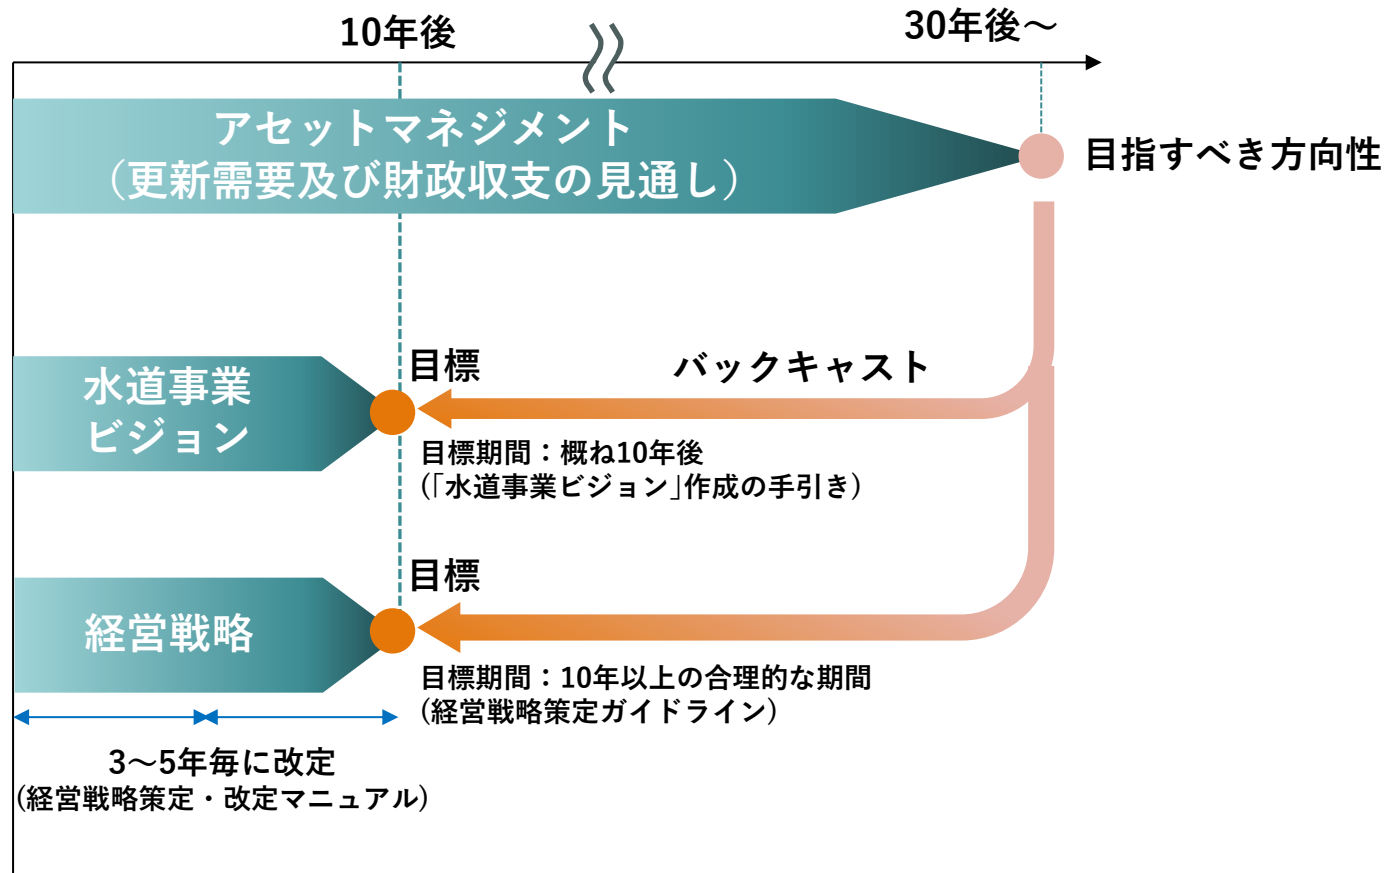 10年後
30年後～
アセットマネジメント
（更新需要及び財政収支の見通し）
目指すべき方向性
水道事業
ビジョン
目標
バックキャスト
目標期間：概ね10年後
(「水道事業ビジョン」作成の手引き)
経営戦略
目標
目標期間：10年以上の合理的な期間
(経営戦略策定ガイドライン)
3～5年毎に改定
(経営戦略策定・改定マニュアル)